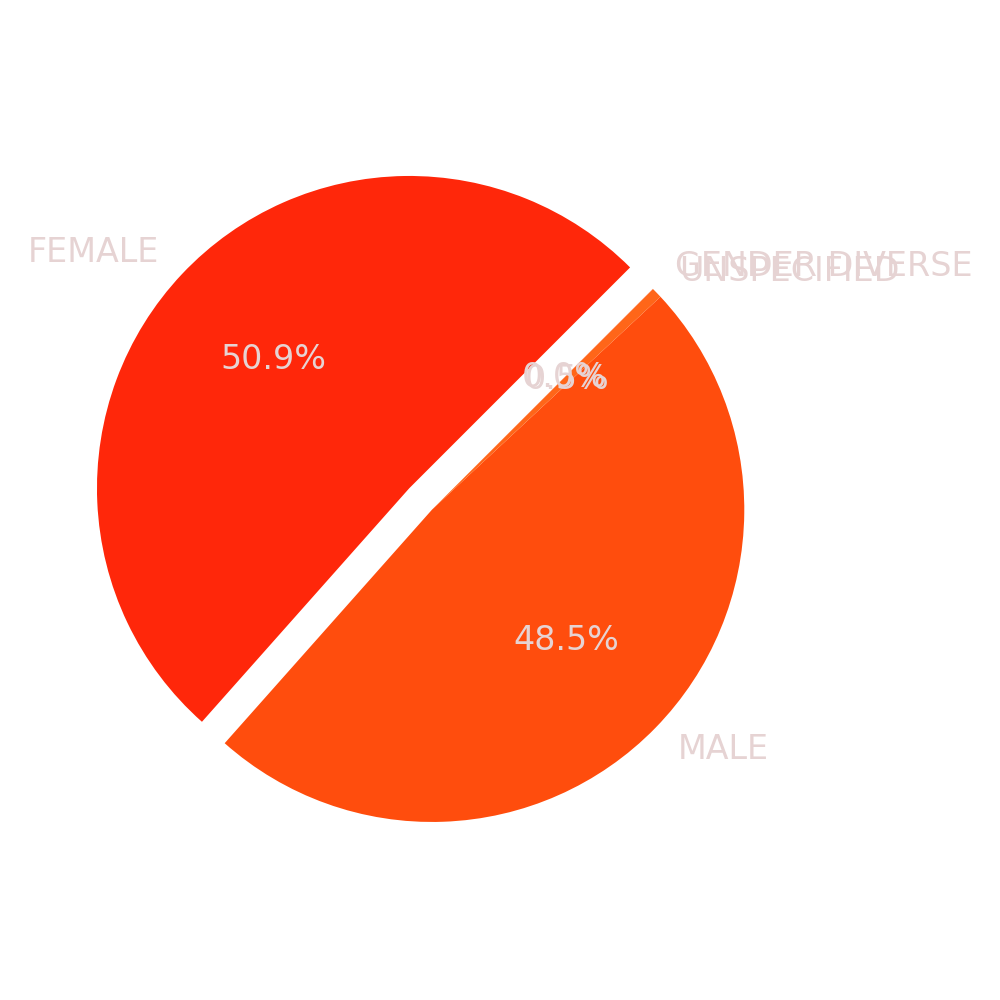 FEMALE
GENDER DIVERSE
UNSPECIFIED
50.9%
48.5%
MALE